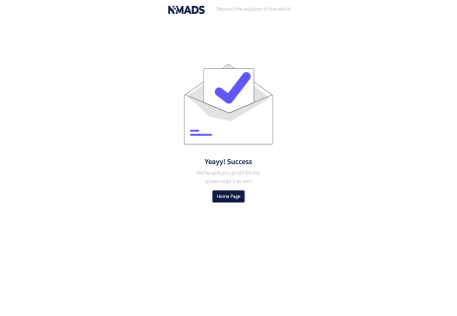 NOMADS | Beyond the explorer of the world
Yeayy! Success
We've sent you email for trip
please read it as well
Home Page